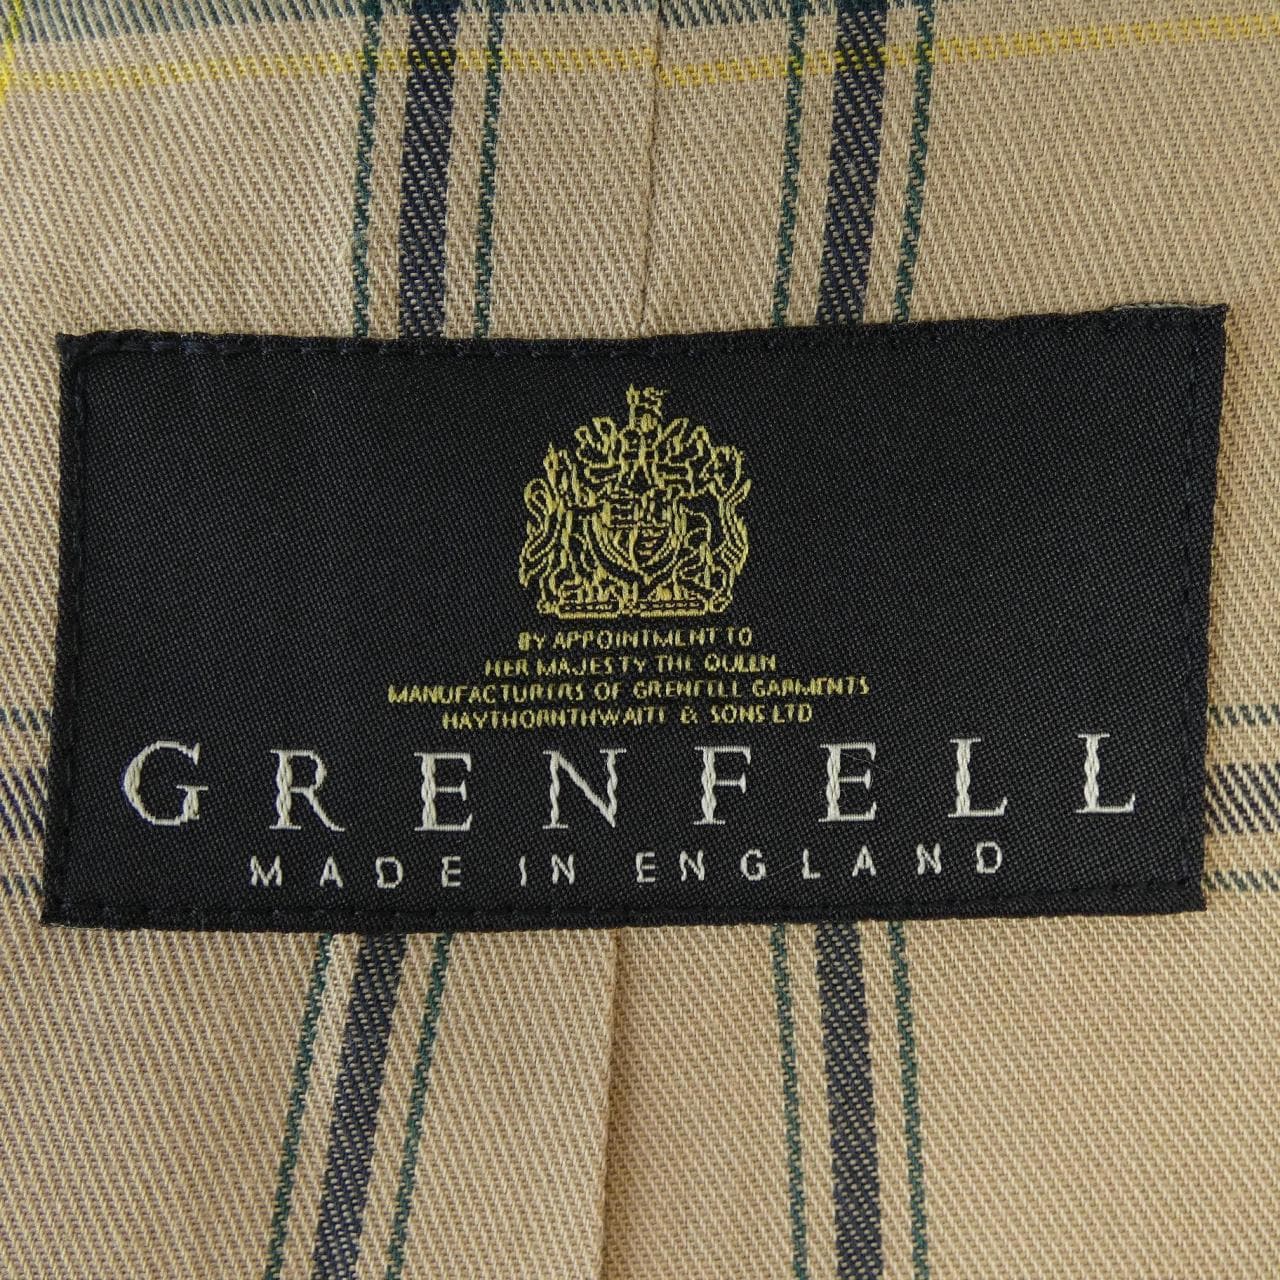 BY APPOINTMENT TO
HER MAJESTY THE QUEEN
MANUFACTURERS OF GRENFELL GARMENTS
HAYTHORNTHWAITE & SONS LTD
GRENFELL
MADE IN ENGLAND